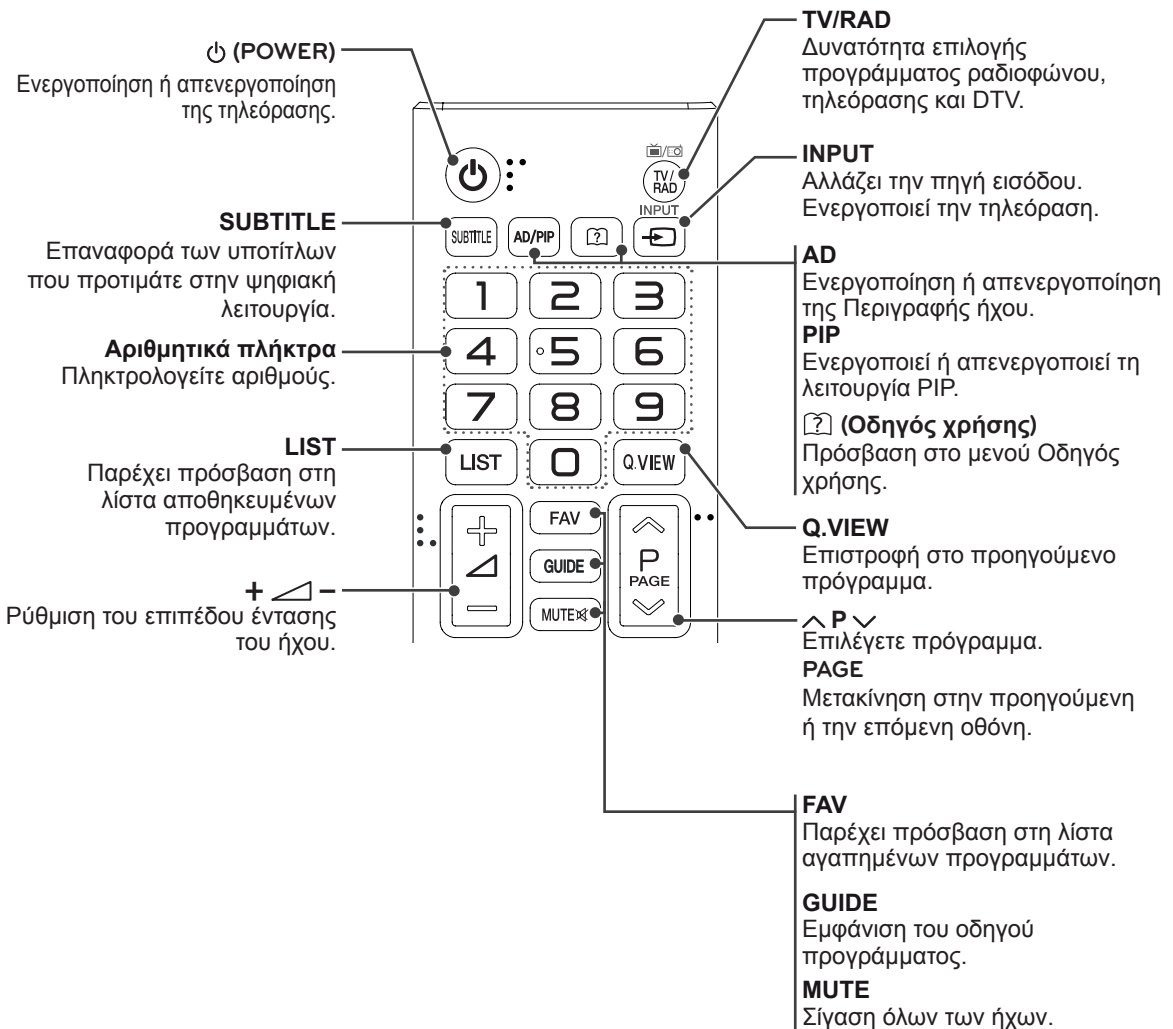 ⏻ (POWER)
Ενεργοποίηση ή απενεργοποίηση
της τηλεόρασης.
SUBTITLE
Επαναφορά των υποτίτλων
που προτιμάτε στην ψηφιακή
λειτουργία.
Αριθμητικά πλήκτρα
Πληκτρολογείτε αριθμούς.
LIST
Παρέχει πρόσβαση στη
λίστα αποθηκευμένων
προγραμμάτων.
+ −
Ρύθμιση του επιπέδου έντασης
του ήχου.
TV/
RAD
INPUT
SUBTITLE
AD/PIP
?
1 2 3
4 5 6
7 8 9
LIST 0 Q.VIEW
FAV
GUIDE
MUTE
+
−
P
PAGE
TV/RAD
Δυνατότητα επιλογής
προγράμματος ραδιοφώνου,
τηλεόρασης και DTV.
INPUT
Αλλάζει την πηγή εισόδου.
Ενεργοποιεί την τηλεόραση.
AD
Ενεργοποίηση ή απενεργοποίηση
της Περιγραφής ήχου.
PIP
Ενεργοποιεί ή απενεργοποιεί τη
λειτουργία PIP.
? (Οδηγός χρήσης)
Πρόσβαση στο μενού Οδηγός
χρήσης.
Q.VIEW
Επιστροφή στο προηγούμενο
πρόγραμμα.
P
Επιλέγετε πρόγραμμα.
PAGE
Μετακίνηση στην προηγούμενη
ή την επόμενη οθόνη.
FAV
Παρέχει πρόσβαση στη λίστα
αγαπημένων προγραμμάτων.
GUIDE
Εμφάνιση του οδηγού
προγράμματος.
MUTE
Σίγαση όλων των ήχων.